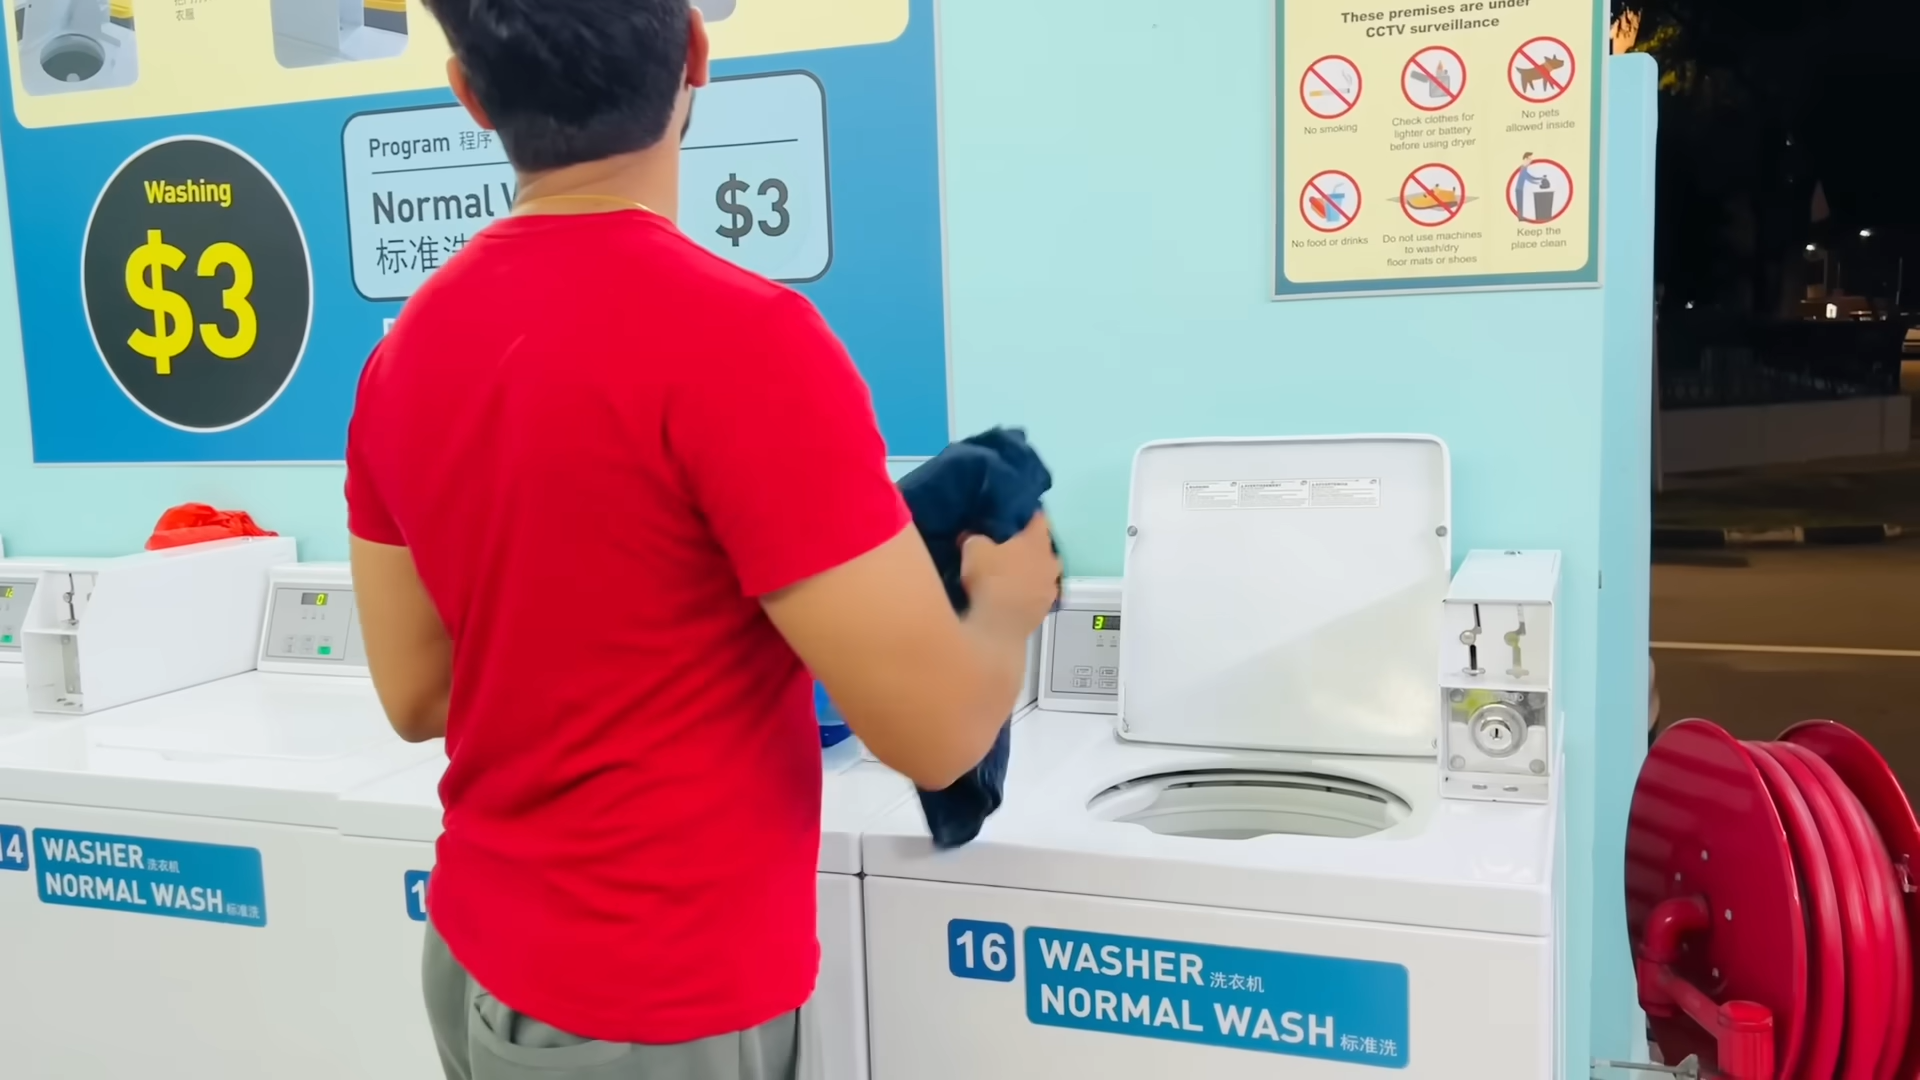 衣服
Washing
$3
Program 程序
Normal
标准洗
$3
These premises are under
CCTV surveillance
No smoking
Check clothes for
lighter or battery
before using dryer
No pets
allowed inside
No food or drinks
Do not use machines
to wash/dry
floor mats or shoes
Keep the
place clean
0
3
14 WASHER 洗衣机
NORMAL WASH 标准洗
16 WASHER 洗衣机
NORMAL WASH 标准洗